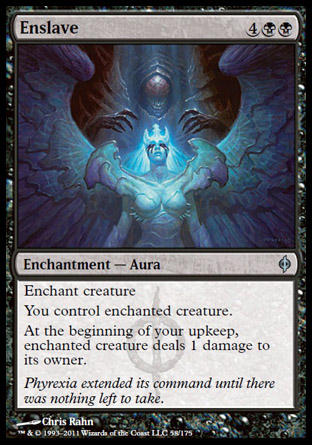 Enslave 4
Enchantment — Aura
Enchant creature
You control enchanted creature.
At the beginning of your upkeep,
enchanted creature deals 1 damage to
its owner.
Phyrexia extended its command until there
was nothing left to take.
Chris Rahn
™ & © 1993–2011 Wizards of the Coast LLC 58/175